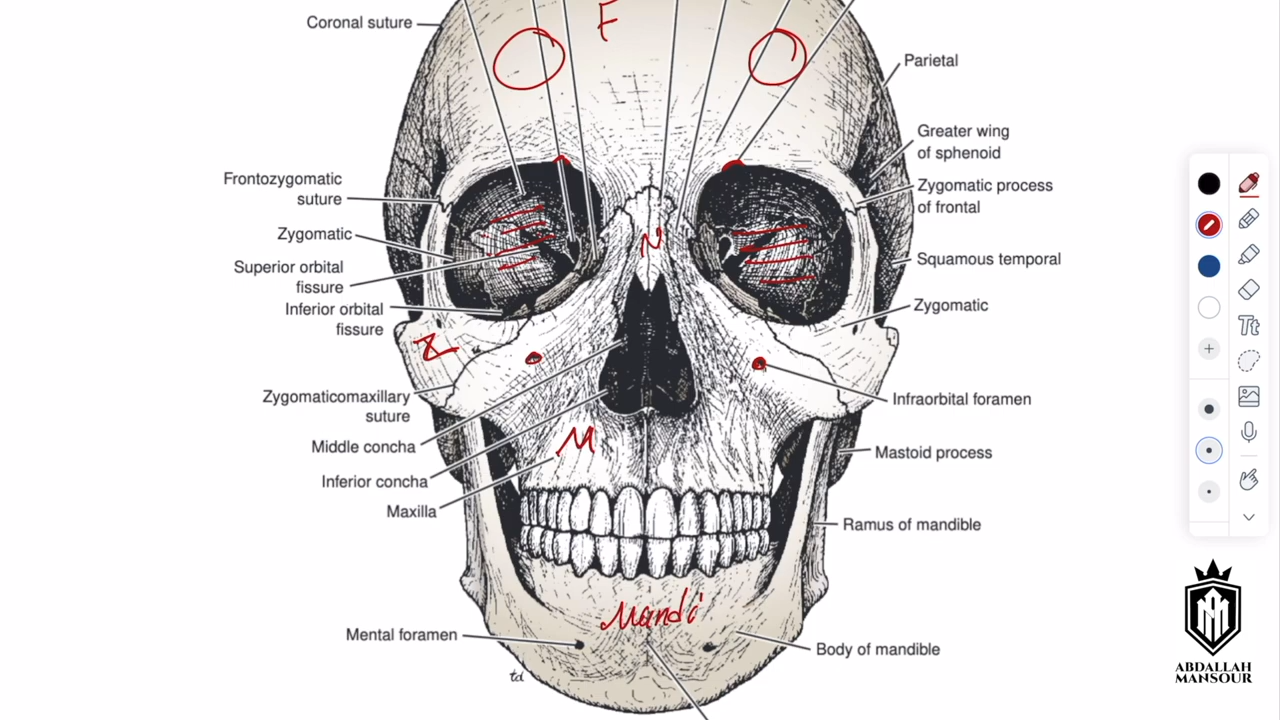 Coronal suture
F
Parietal
Greater wing
of sphenoid
Frontozygomatic
suture
Zygomatic process
of frontal
Zygomatic
N
Squamous temporal
Superior orbital
fissure
Inferior orbital
fissure
Zygomatic
Z
Zygomaticomaxillary
suture
Infraorbital foramen
Middle concha
M
Mastoid process
Inferior concha
Maxilla
Ramus of mandible
Mandi
Mental foramen
Body of mandible
td
Tt
ABDALLAH
MANSOUR